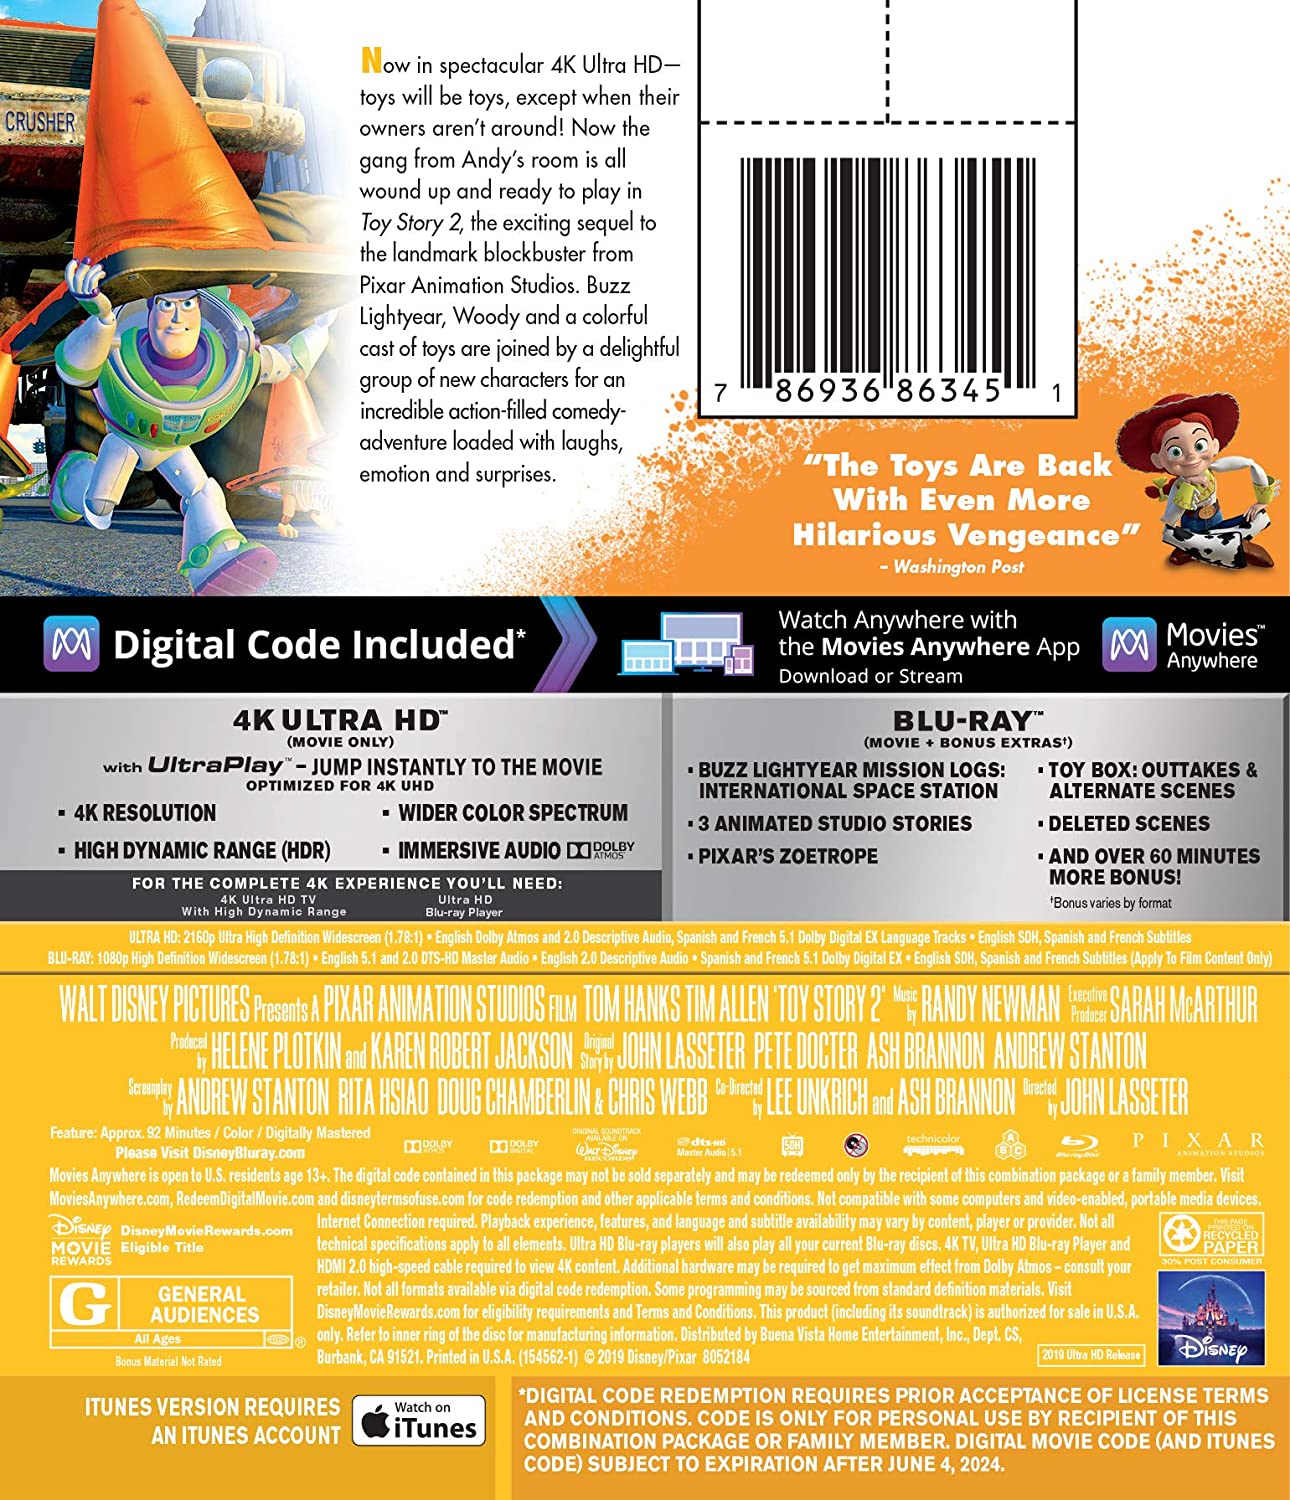 CRUSHER
Now in spectacular 4K Ultra HD—
toys will be toys, except when their
owners aren't around! Now the
gang from Andy's room is all
wound up and ready to play in
Toy Story 2, the exciting sequel to
the landmark blockbuster from
Pixar Animation Studios. Buzz
Lightyear, Woody and a colorful
cast of toys are joined by a delightful
group of new characters for an
incredible action-filled comedy-
adventure loaded with laughs,
emotion and surprises.
7 86936 86345 1
“The Toys Are Back
With Even More
Hilarious Vengeance”
– Washington Post
Digital Code Included*
Watch Anywhere with
the Movies Anywhere App
Download or Stream
Movies™
Anywhere
4K ULTRA HD™
(MOVIE ONLY)
with UltraPlay™ – JUMP INSTANTLY TO THE MOVIE
OPTIMIZED FOR 4K UHD
▪ 4K RESOLUTION
▪ WIDER COLOR SPECTRUM
▪ HIGH DYNAMIC RANGE (HDR)
▪ IMMERSIVE AUDIO DOLBY ATMOS
FOR THE COMPLETE 4K EXPERIENCE YOU'LL NEED:
4K Ultra HD TV
With High Dynamic Range
Ultra HD
Blu-ray Player
BLU-RAY™
(MOVIE + BONUS EXTRAS†)
▪ BUZZ LIGHTYEAR MISSION LOGS:
INTERNATIONAL SPACE STATION
▪ 3 ANIMATED STUDIO STORIES
▪ PIXAR'S ZOETROPE
▪ TOY BOX: OUTTAKES &
ALTERNATE SCENES
▪ DELETED SCENES
▪ AND OVER 60 MINUTES
MORE BONUS!
†Bonus varies by format
ULTRA HD: 2160p Ultra High Definition Widescreen (1.78:1) • English Dolby Atmos and 2.0 Descriptive Audio, Spanish and French 5.1 Dolby Digital EX Language Tracks • English SDH, Spanish and French Subtitles
BLU-RAY: 1080p High Definition Widescreen (1.78:1) • English 5.1 and 2.0 DTS-HD Master Audio • English 2.0 Descriptive Audio • Spanish and French 5.1 Dolby Digital EX • English SDH, Spanish and French Subtitles (Apply To Film Content Only)
WALT DISNEY PICTURES Presents A PIXAR ANIMATION STUDIOS FILM TOM HANKS TIM ALLEN "TOY STORY 2" Music by RANDY NEWMAN Executive Producer SARAH McARTHUR
Produced by HELENE PLOTKIN and KAREN ROBERT JACKSON Original Story by JOHN LASSETER PETE DOCTER ASH BRANNON ANDREW STANTON
Screenplay by ANDREW STANTON RITA HSIAO DOUG CHAMBERLIN & CHRIS WEBB Co-Directed by LEE UNKRICH and ASH BRANNON Directed by JOHN LASSETER
Feature: Approx. 92 Minutes / Color / Digitally Mastered
Please Visit DisneyBluray.com
DOLBY ATMOS
DOLBY DIGITAL
ORIGINAL SOUNDTRACK
AVAILABLE ON
Walt Disney
RECORDS
dts-HD
Master Audio | 5.1
SDH
technicolor
A B C
Blu-ray Disc
PIXAR
ANIMATION STUDIOS
Movies Anywhere is open to U.S. residents age 13+. The digital code contained in this package may not be sold separately and may be redeemed only by the recipient of this combination package or a family member. Visit
MoviesAnywhere.com, RedeemDigitalMovie.com and disneytermsofuse.com for code redemption and other applicable terms and conditions. Not compatible with some computers and video-enabled, portable media devices.
Disney
MOVIE
REWARDS
DisneyMovieRewards.com
Eligible Title
G
GENERAL
AUDIENCES
All Ages
®
Bonus Material Not Rated
Internet Connection required. Playback experience, features, and language and subtitle availability may vary by content, player or provider. Not all
technical specifications apply to all elements. Ultra HD Blu-ray players will also play all your current Blu-ray discs. 4K TV, Ultra HD Blu-ray Player and
HDMI 2.0 high-speed cable required to view 4K content. Additional hardware may be required to get maximum effect from Dolby Atmos – consult your
retailer. Not all formats available via digital code redemption. Some programming may be sourced from standard definition materials. Visit
DisneyMovieRewards.com for eligibility requirements and Terms and Conditions. This product (including its soundtrack) is authorized for sale in U.S.A.
only. Refer to inner ring of the disc for manufacturing information. Distributed by Buena Vista Home Entertainment, Inc., Dept. CS,
Burbank, CA 91521. Printed in U.S.A. (154562-1) © 2019 Disney/Pixar 8052184
THIS PAGE
PRINTED ON
RECYCLED
PAPER
30% POST CONSUMER
2019 Ultra HD Release
Disney
ITUNES VERSION REQUIRES
AN ITUNES ACCOUNT
Watch on
iTunes
*DIGITAL CODE REDEMPTION REQUIRES PRIOR ACCEPTANCE OF LICENSE TERMS
AND CONDITIONS. CODE IS ONLY FOR PERSONAL USE BY RECIPIENT OF THIS
COMBINATION PACKAGE OR FAMILY MEMBER. DIGITAL MOVIE CODE (AND ITUNES
CODE) SUBJECT TO EXPIRATION AFTER JUNE 4, 2024.